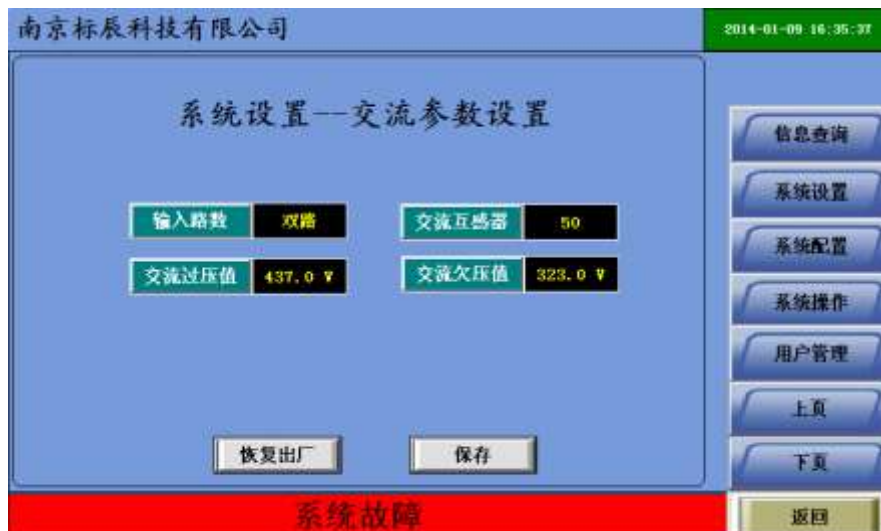 南京标辰科技有限公司
2014-01-09 16:35:37
系统设置--交流参数设置
输入路数 双路 交流互感器 50
交流过压值 437.0 V 交流欠压值 323.0 V
恢复出厂 保存
信息查询
系统设置
系统配置
系统操作
用户管理
上页
下页
返回
系统故障